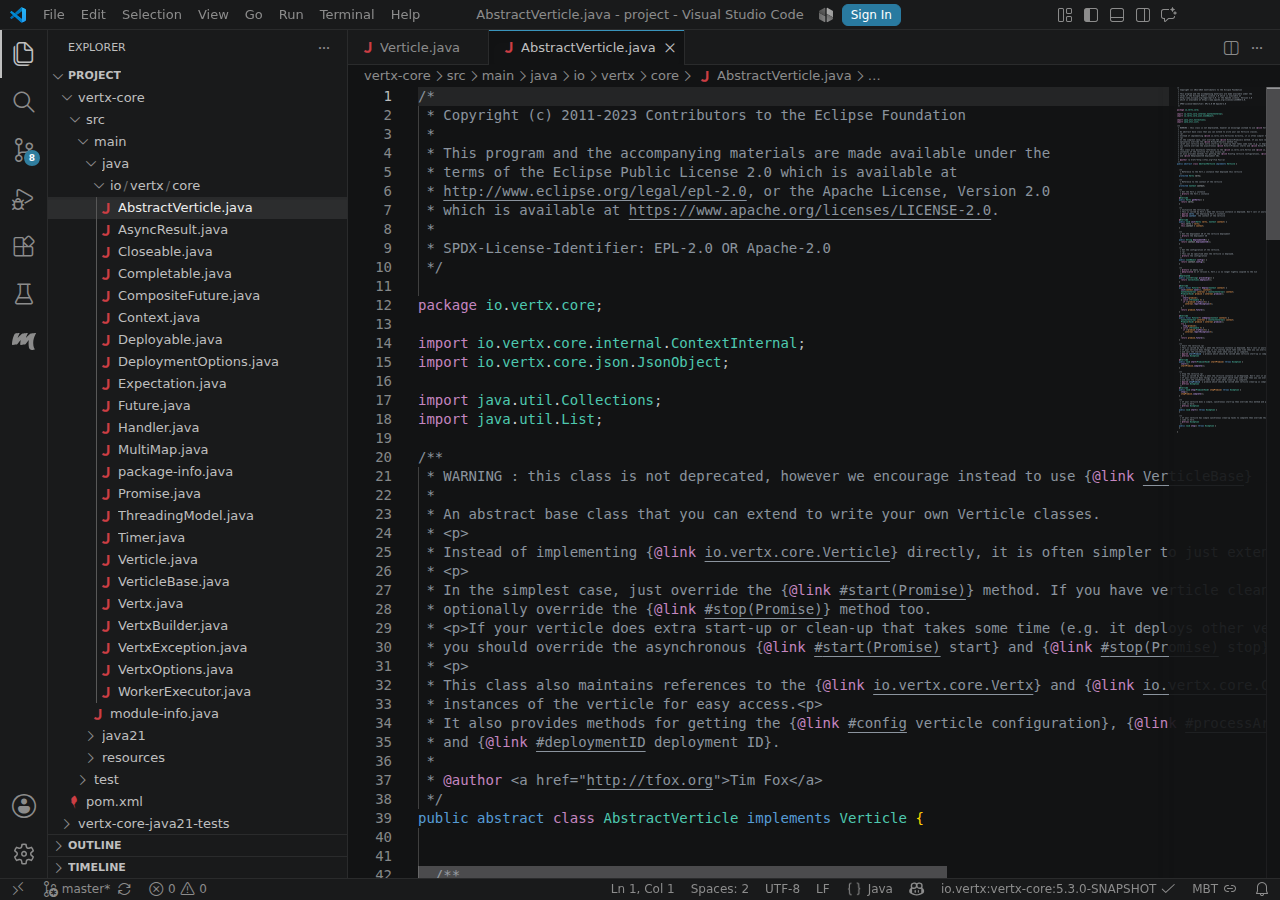 File Edit Selection View Go Run Terminal Help
AbstractVerticle.java - project - Visual Studio Code
Sign In
EXPLORER
PROJECT
vertx-core
src
main
java
io / vertx / core
AbstractVerticle.java
AsyncResult.java
Closeable.java
Completable.java
CompositeFuture.java
Context.java
Deployable.java
DeploymentOptions.java
Expectation.java
Future.java
Handler.java
MultiMap.java
package-info.java
Promise.java
ThreadingModel.java
Timer.java
Verticle.java
VerticleBase.java
Vertx.java
VertxBuilder.java
VertxException.java
VertxOptions.java
WorkerExecutor.java
module-info.java
java21
resources
test
pom.xml
vertx-core-java21-tests
OUTLINE
TIMELINE
8
Verticle.java
AbstractVerticle.java
vertx-core > src > main > java > io > vertx > core > AbstractVerticle.java > ...
1 /*
2  * Copyright (c) 2011-2023 Contributors to the Eclipse Foundation
3  *
4  * This program and the accompanying materials are made available under the
5  * terms of the Eclipse Public License 2.0 which is available at
6  * http://www.eclipse.org/legal/epl-2.0, or the Apache License, Version 2.0
7  * which is available at https://www.apache.org/licenses/LICENSE-2.0.
8  *
9  * SPDX-License-Identifier: EPL-2.0 OR Apache-2.0
10  */
11
12 package io.vertx.core;
13
14 import io.vertx.core.internal.ContextInternal;
15 import io.vertx.core.json.JsonObject;
16
17 import java.util.Collections;
18 import java.util.List;
19
20 /**
21  * WARNING : this class is not deprecated, however we encourage instead to use {@link VerticleBase}
22  *
23  * An abstract base class that you can extend to write your own Verticle classes.
24  * <p>
25  * Instead of implementing {@link io.vertx.core.Verticle} directly, it is often simpler to just exten
26  * <p>
27  * In the simplest case, just override the {@link #start(Promise)} method. If you have verticle clean
28  * optionally override the {@link #stop(Promise)} method too.
29  * <p>If your verticle does extra start-up or clean-up that takes some time (e.g. it deploys other ve
30  * you should override the asynchronous {@link #start(Promise) start} and {@link #stop(Promise) stop}
31  * <p>
32  * This class also maintains references to the {@link io.vertx.core.Vertx} and {@link io.vertx.core.C
33  * instances of the verticle for easy access.<p>
34  * It also provides methods for getting the {@link #config verticle configuration}, {@link #processAr
35  * and {@link #deploymentID deployment ID}.
36  *
37  * @author <a href="http://tfox.org">Tim Fox</a>
38  */
39 public abstract class AbstractVerticle implements Verticle {
40
41
42   /**
master* 0 0 Ln 1, Col 1 Spaces: 2 UTF-8 LF { } Java io.vertx:vertx-core:5.3.0-SNAPSHOT MBT